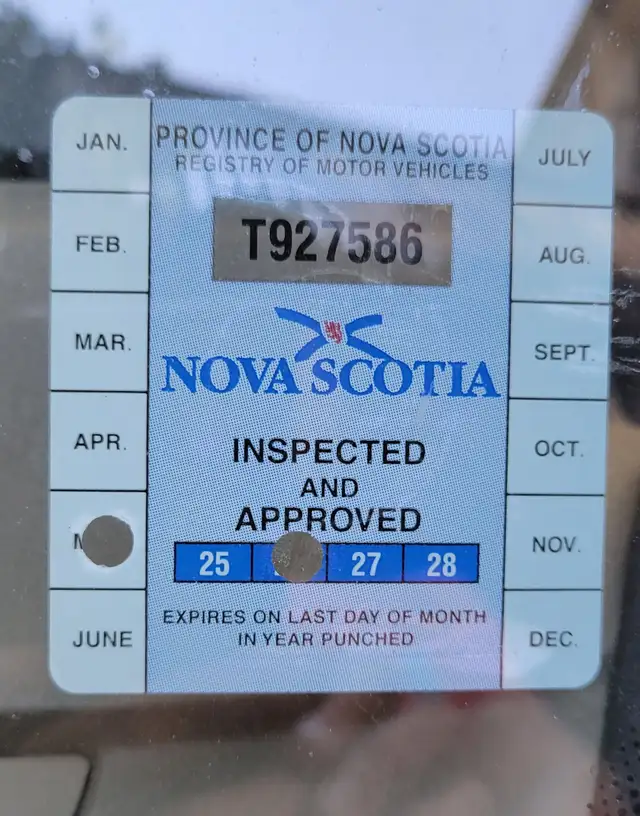 JAN.
FEB.
MAR.
APR.
JUNE
PROVINCE OF NOVA SCOTIA
REGISTRY OF MOTOR VEHICLES
T927586
NOVA SCOTIA
INSPECTED
AND
APPROVED
25 27 28
EXPIRES ON LAST DAY OF MONTH
IN YEAR PUNCHED
JULY
AUG.
SEPT.
OCT.
NOV.
DEC.